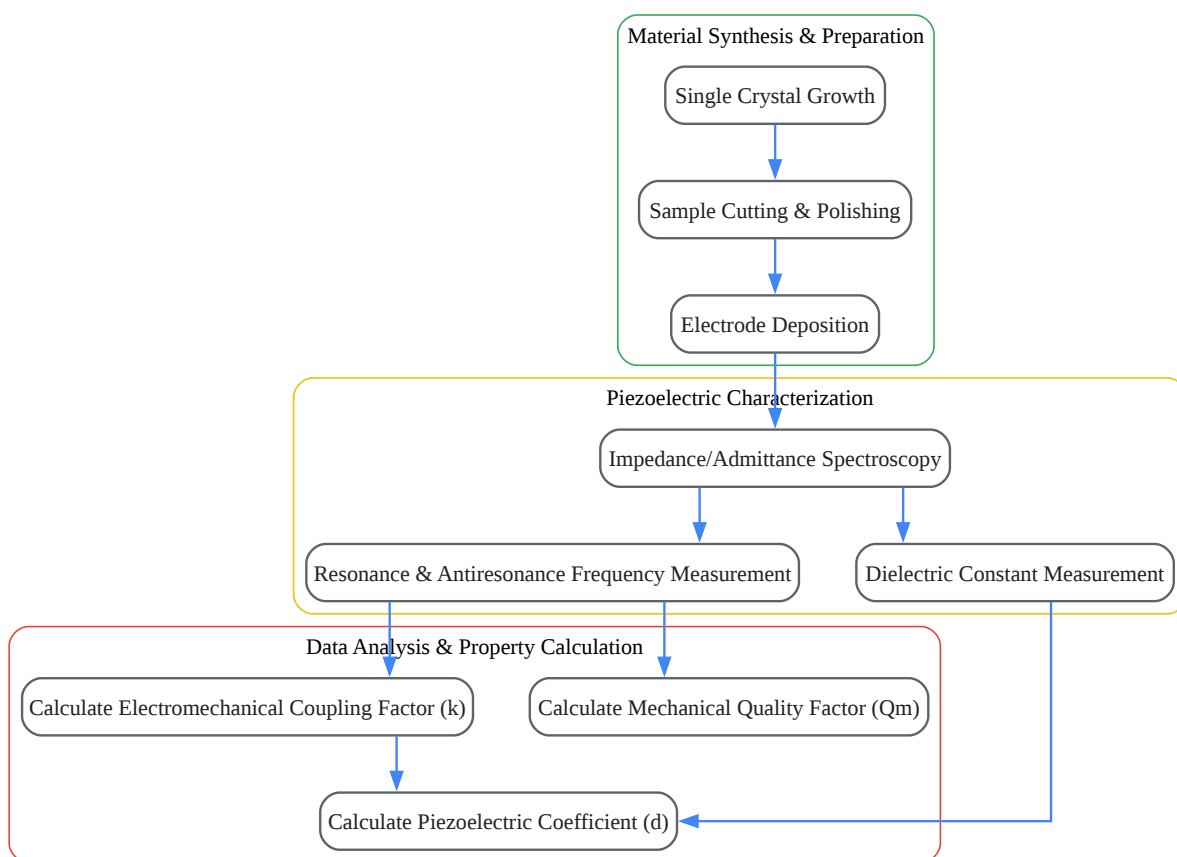 Material Synthesis & Preparation
Single Crystal Growth
Sample Cutting & Polishing
Electrode Deposition
Piezoelectric Characterization
Impedance/Admittance Spectroscopy
Resonance & Antiresonance Frequency Measurement
Dielectric Constant Measurement
Data Analysis & Property Calculation
Calculate Electromechanical Coupling Factor (k)
Calculate Mechanical Quality Factor (Qm)
Calculate Piezoelectric Coefficient (d)